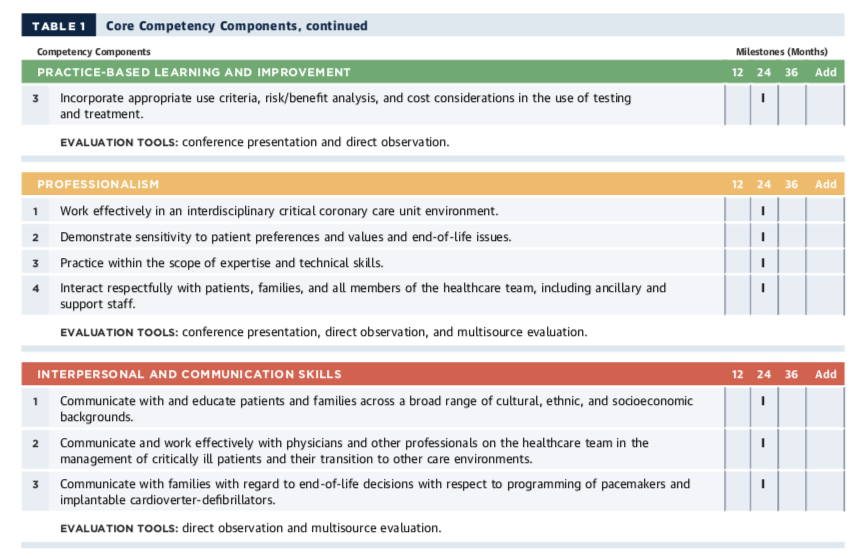 TABLE 1 Core Competency Components, continued
Competency Components Milestones (Months)
PRACTICE-BASED LEARNING AND IMPROVEMENT 12 24 36 Add
3 Incorporate appropriate use criteria, risk/benefit analysis, and cost considerations in the use of testing I
and treatment.
EVALUATION TOOLS: conference presentation and direct observation.
PROFESSIONALISM 12 24 36 Add
1 Work effectively in an interdisciplinary critical coronary care unit environment. I
2 Demonstrate sensitivity to patient preferences and values and end-of-life issues. I
3 Practice within the scope of expertise and technical skills. I
4 Interact respectfully with patients, families, and all members of the healthcare team, including ancillary and I
support staff.
EVALUATION TOOLS: conference presentation, direct observation, and multisource evaluation.
INTERPERSONAL AND COMMUNICATION SKILLS 12 24 36 Add
1 Communicate with and educate patients and families across a broad range of cultural, ethnic, and socioeconomic I
backgrounds.
2 Communicate and work effectively with physicians and other professionals on the healthcare team in the I
management of critically ill patients and their transition to other care environments.
3 Communicate with families with regard to end-of-life decisions with respect to programming of pacemakers and I
implantable cardioverter-defibrillators.
EVALUATION TOOLS: direct observation and multisource evaluation.